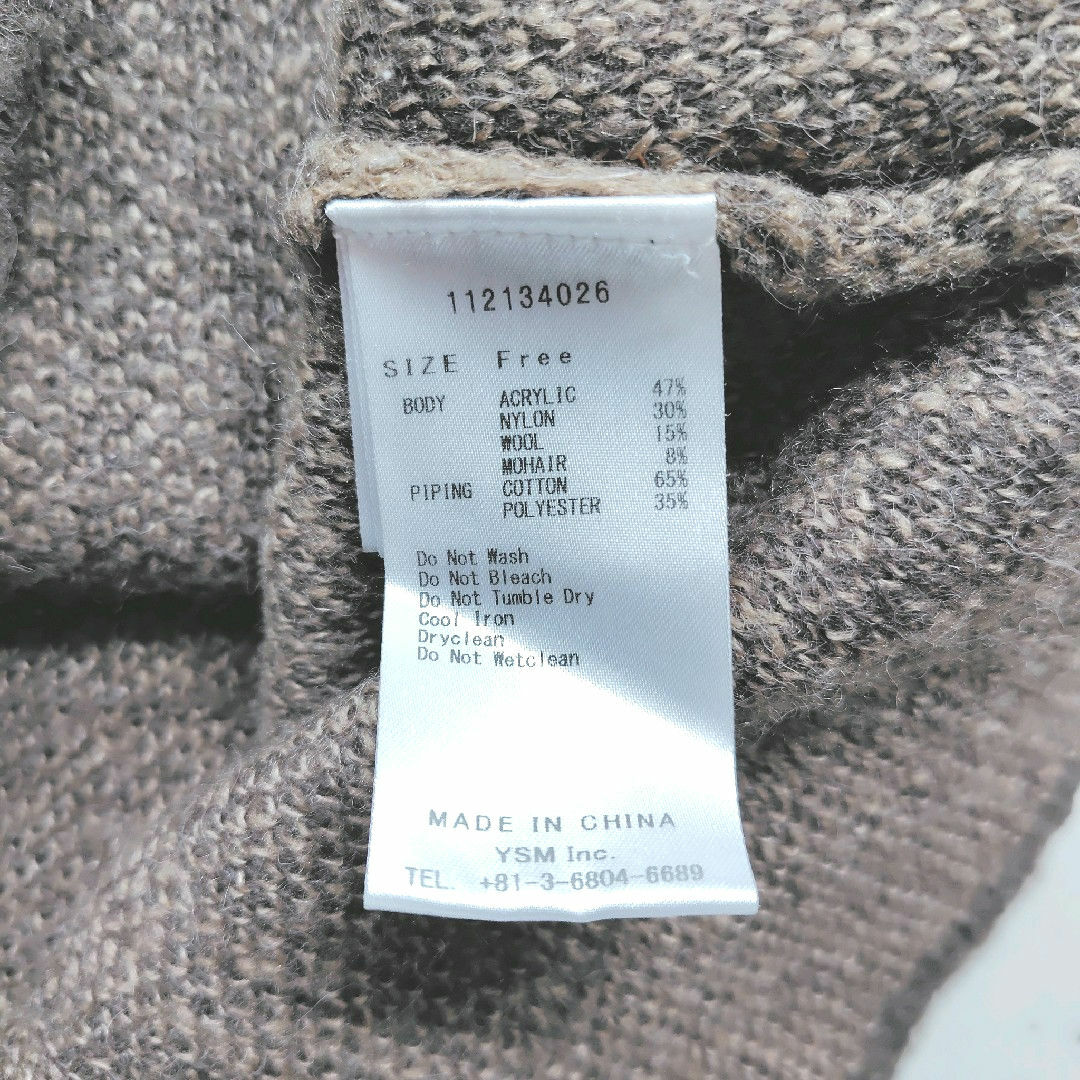 112134026
SIZE Free
BODY ACRYLIC 47%
NYLON 30%
WOOL 15%
MOHAIR 8%
PIPING COTTON 65%
POLYESTER 35%
Do Not Wash
Do Not Bleach
Do Not Tumble Dry
Cool Iron
Dryclean
Do Not Wetclean
MADE IN CHINA
YSM Inc.
TEL. +81-3-6804-6689